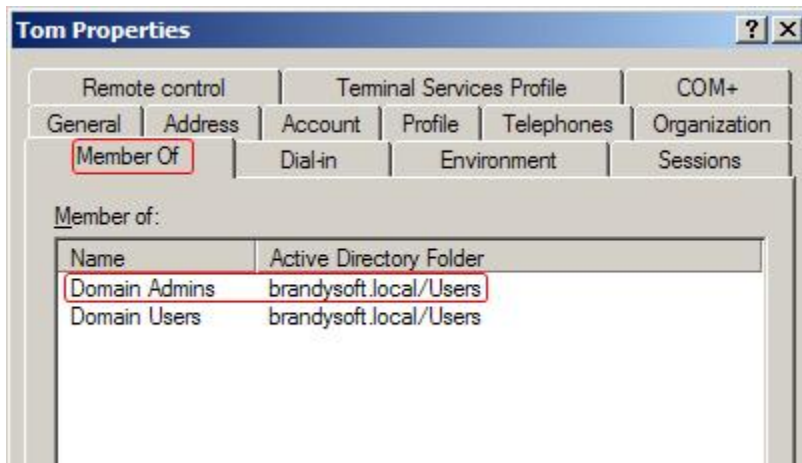 Tom Properties
Remote control Terminal Services Profile COM+
General Address Account Profile Telephones Organization
Member Of Dial-in Environment Sessions
Member of:
Name Active Directory Folder
Domain Admins brandysoft.local/Users
Domain Users brandysoft.local/Users